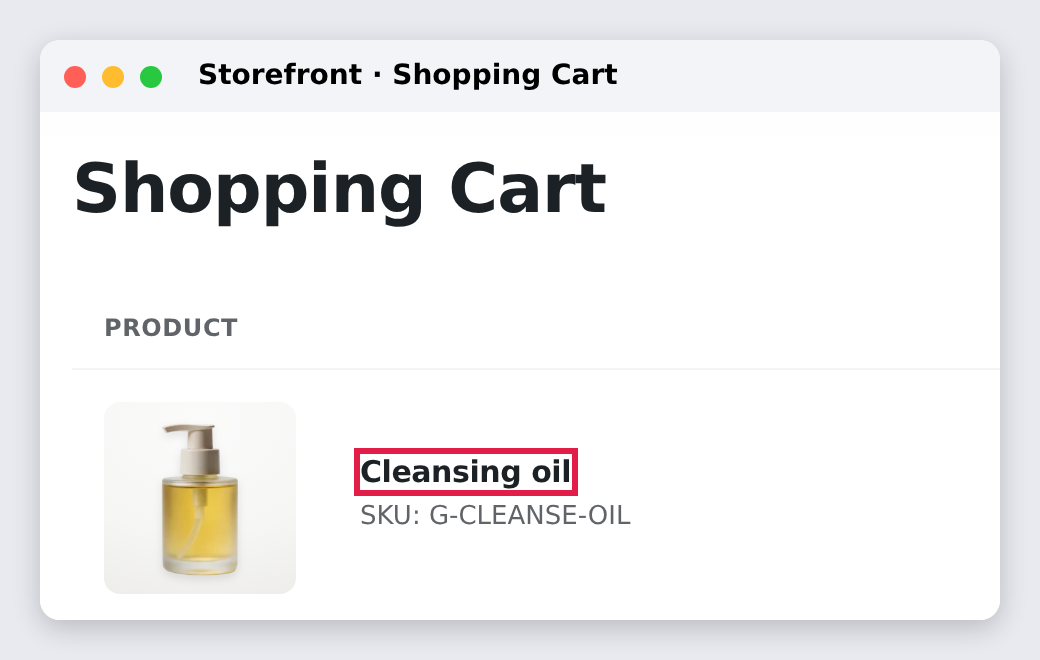 Storefront · Shopping Cart
Shopping Cart
PRODUCT
Cleansing oil
SKU: G-CLEANSE-OIL